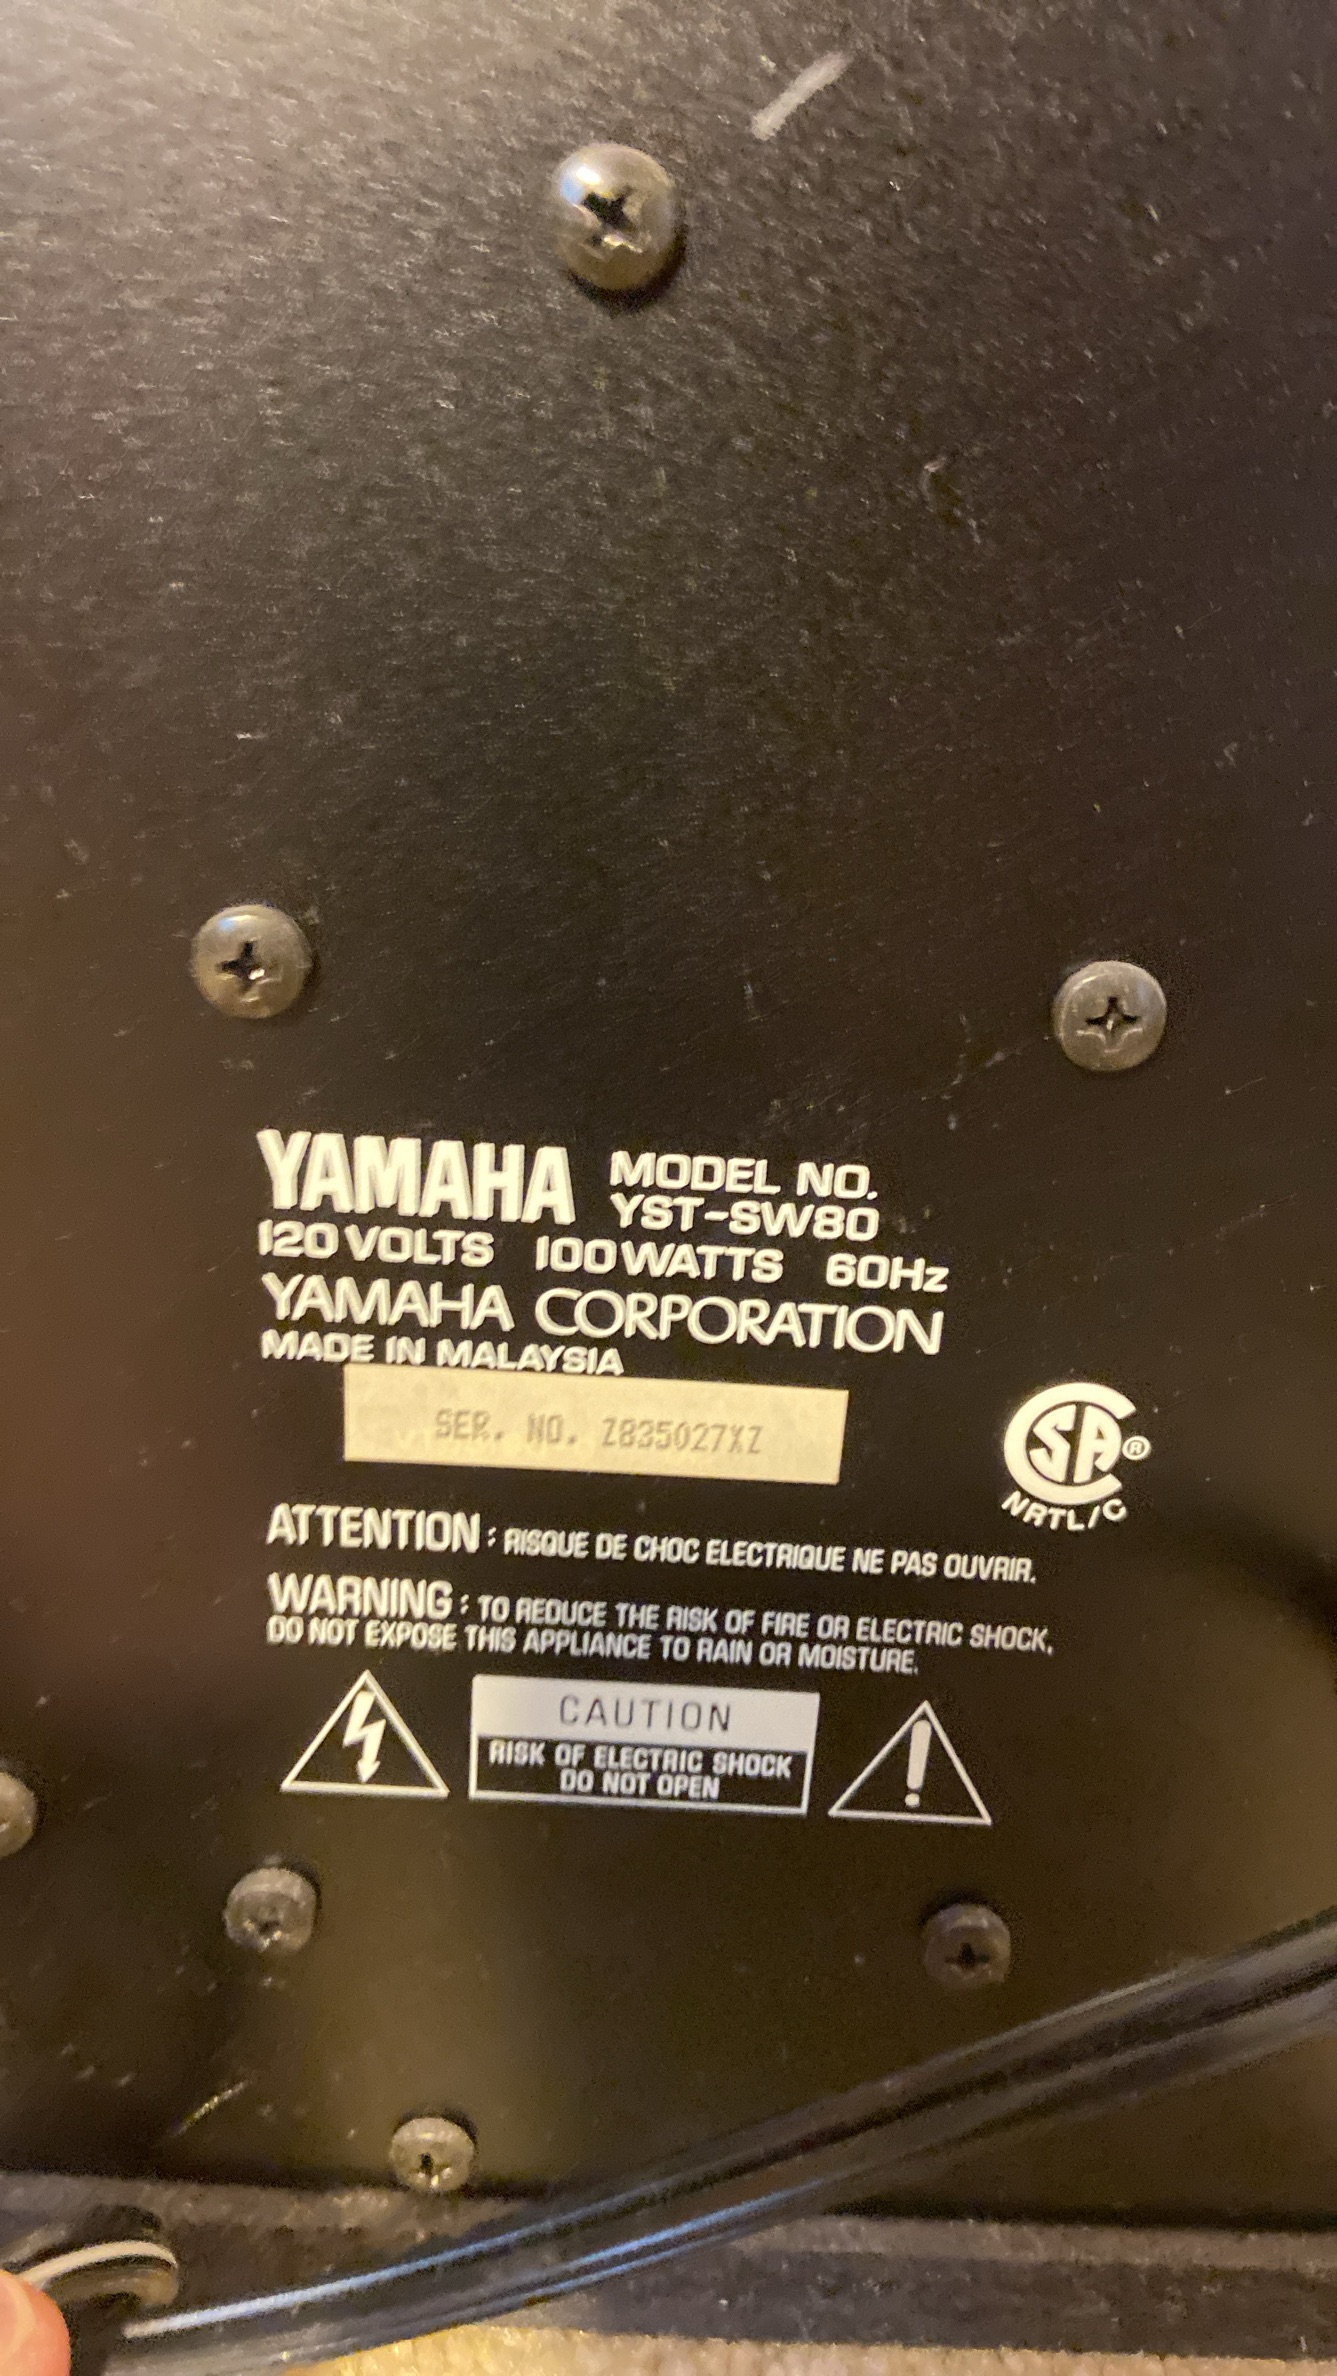 YAMAHA MODEL NO.
YST-SW80
120 VOLTS 100 WATTS 60Hz
YAMAHA CORPORATION
MADE IN MALAYSIA
SER. NO. Z835027XZ
CSA®
NRTL/C
ATTENTION : RISQUE DE CHOC ELECTRIQUE NE PAS OUVRIR.
WARNING : TO REDUCE THE RISK OF FIRE OR ELECTRIC SHOCK,
DO NOT EXPOSE THIS APPLIANCE TO RAIN OR MOISTURE.
CAUTION
RISK OF ELECTRIC SHOCK
DO NOT OPEN